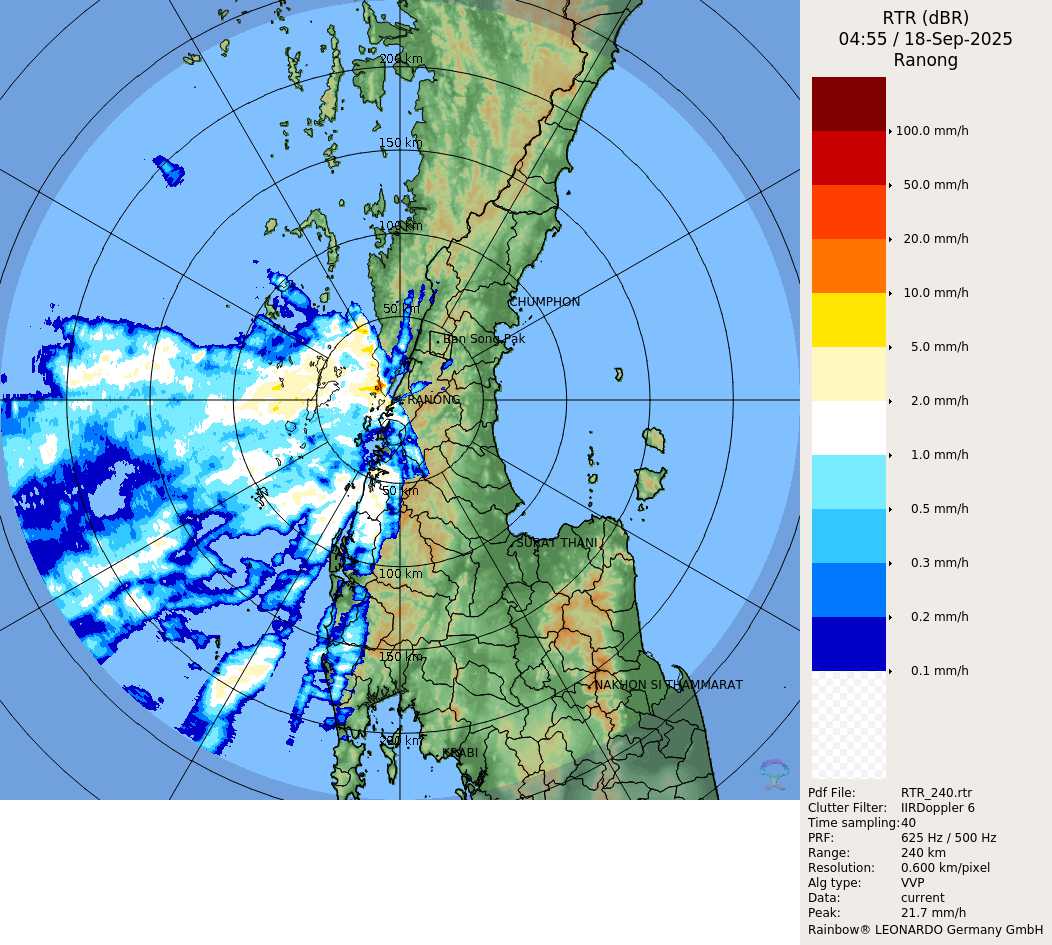 RTR (dBR)
04:55 / 18-Sep-2025
Ranong
200 km
150 km
100 km
50 km
CHUMPHON
Ban Song Pak
RANONG
50 km
SURAT THANI
100 km
150 km
NAKHON SI THAMMARAT
200 km
KRABI
100.0 mm/h
50.0 mm/h
20.0 mm/h
10.0 mm/h
5.0 mm/h
2.0 mm/h
1.0 mm/h
0.5 mm/h
0.3 mm/h
0.2 mm/h
0.1 mm/h
Pdf File: RTR_240.rtr
Clutter Filter: IIRDoppler 6
Time sampling:40
PRF: 625 Hz / 500 Hz
Range: 240 km
Resolution: 0.600 km/pixel
Alg type: VVP
Data: current
Peak: 21.7 mm/h
Rainbow® LEONARDO Germany GmbH